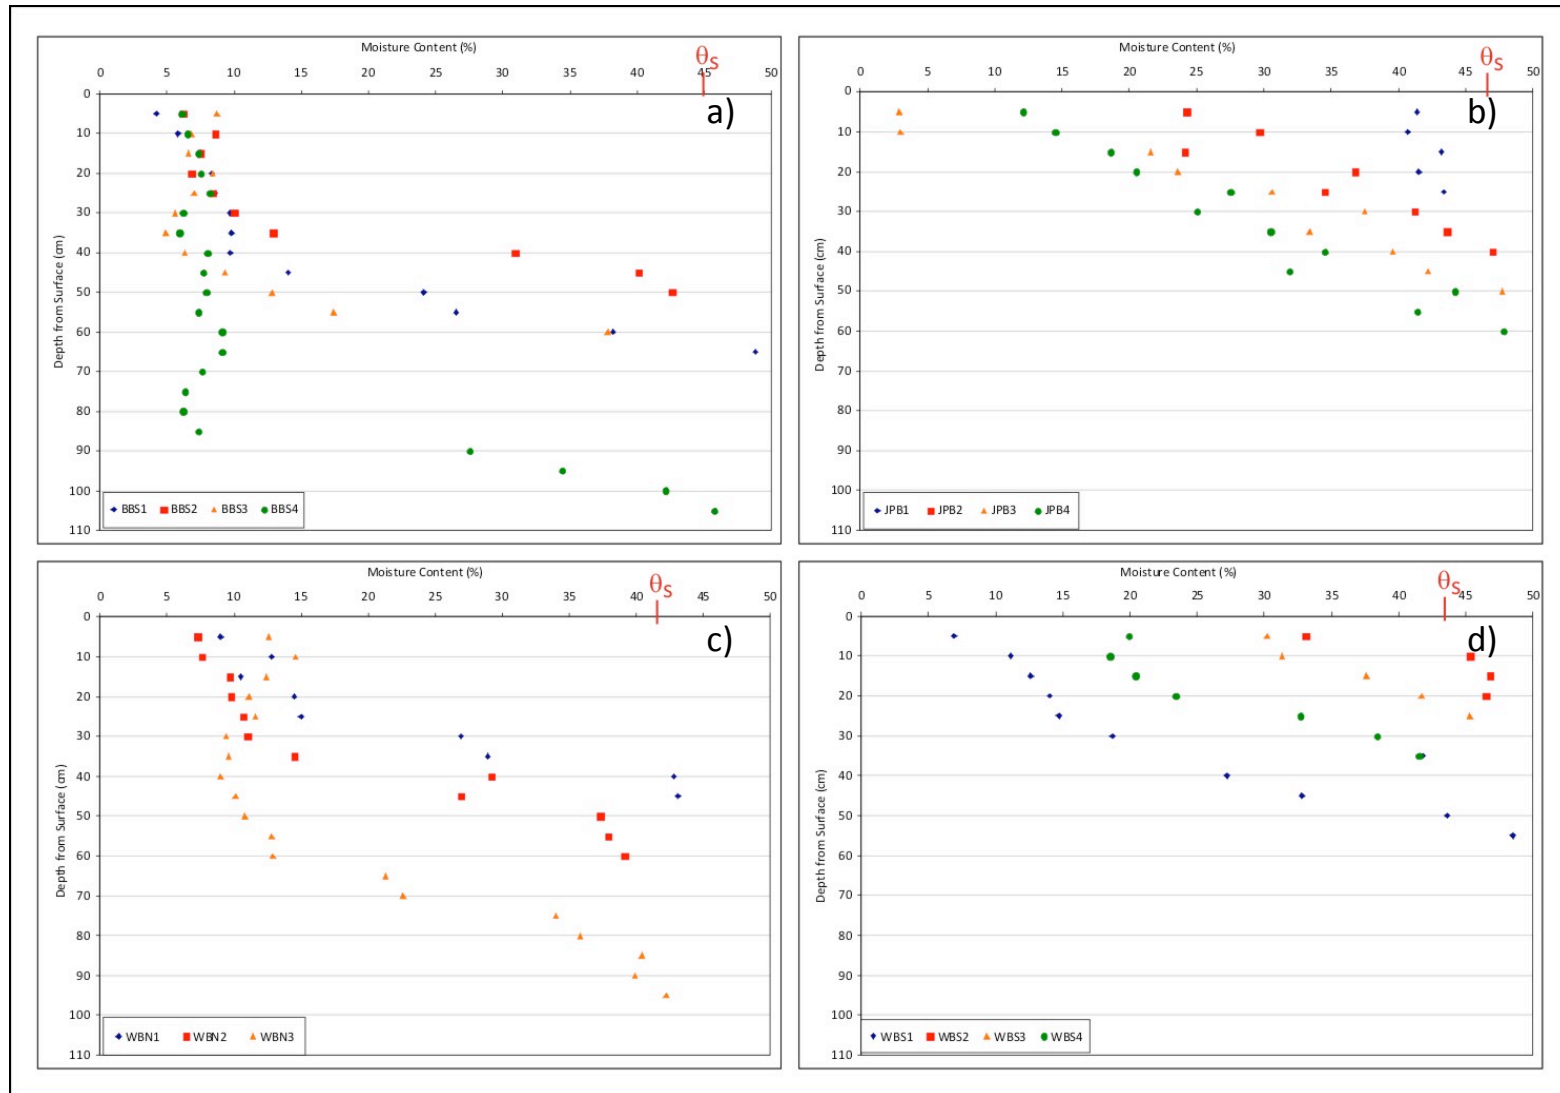 Moisture Content (%)
θS
0 5 10 15 20 25 30 35 40 45 50
a)
0
10
20
30
40
50
60
70
80
90
100
110
Depth from Surface (cm)
BBS1 BBS2 BBS3 BBS4
Moisture Content (%)
θS
0 5 10 15 20 25 30 35 40 45 50
b)
0
10
20
30
40
50
60
70
80
90
100
110
Depth from Surface (cm)
JPB1 JPB2 JPB3 JPB4
Moisture Content (%)
θS
0 5 10 15 20 25 30 35 40 45 50
c)
0
10
20
30
40
50
60
70
80
90
100
110
Depth from Surface (cm)
WBN1 WBN2 WBN3
Moisture Content (%)
θS
0 5 10 15 20 25 30 35 40 45 50
d)
0
10
20
30
40
50
60
70
80
90
100
110
Depth from Surface (cm)
WBS1 WBS2 WBS3 WBS4